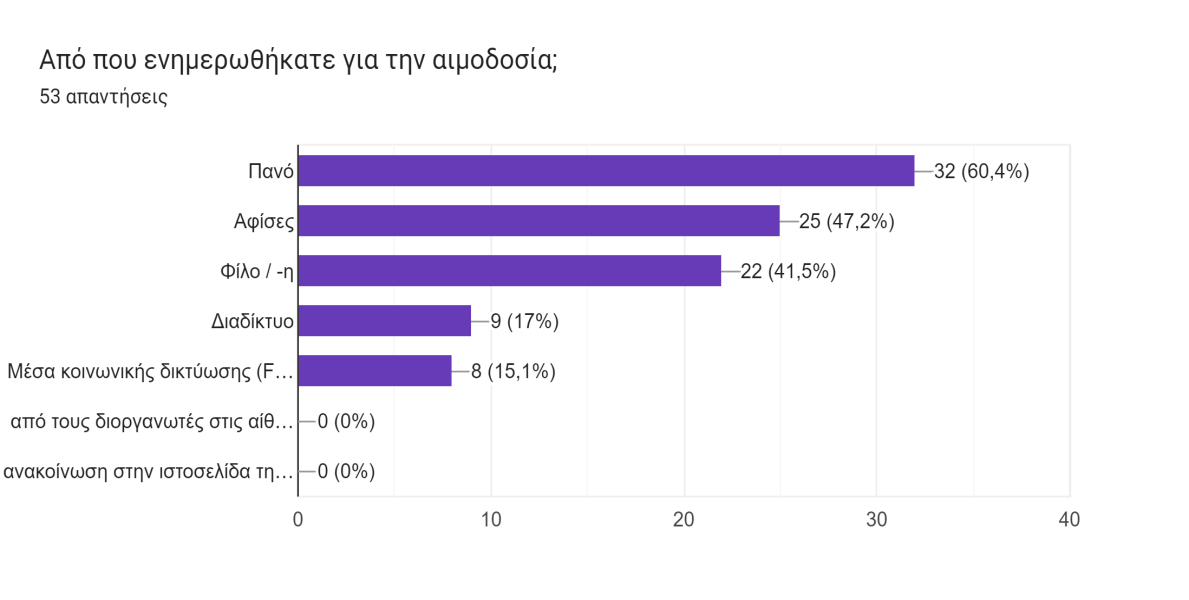 Από που ενημερωθήκατε για την αιμοδοσία;
53 απαντήσεις
Πανό 32 (60,4%)
Αφίσες 25 (47,2%)
Φίλο / -η 22 (41,5%)
Διαδίκτυο 9 (17%)
Μέσα κοινωνικής δικτύωσης (F… 8 (15,1%)
από τους διοργανωτές στις αίθ… 0 (0%)
ανακοίνωση στην ιστοσελίδα τη… 0 (0%)
0 10 20 30 40